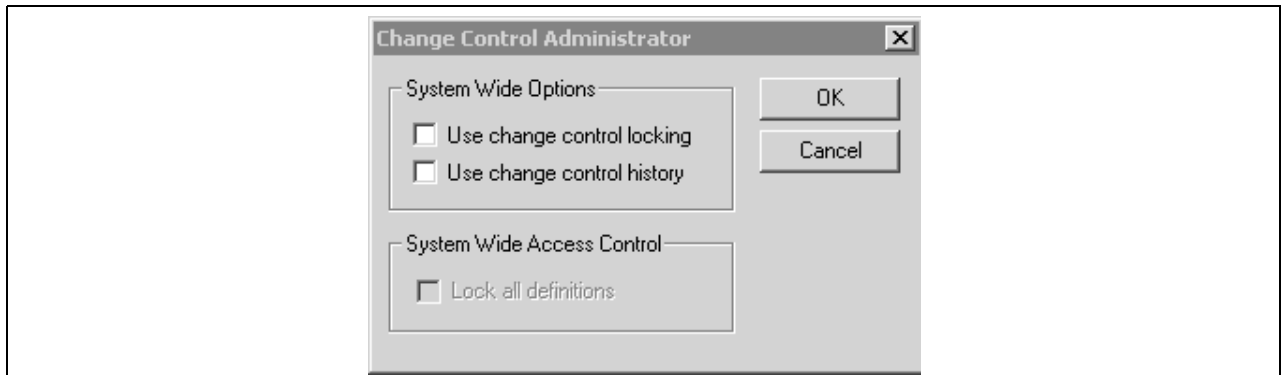 Change Control Administrator
System Wide Options
Use change control locking
Use change control history
OK
Cancel
System Wide Access Control
Lock all definitions